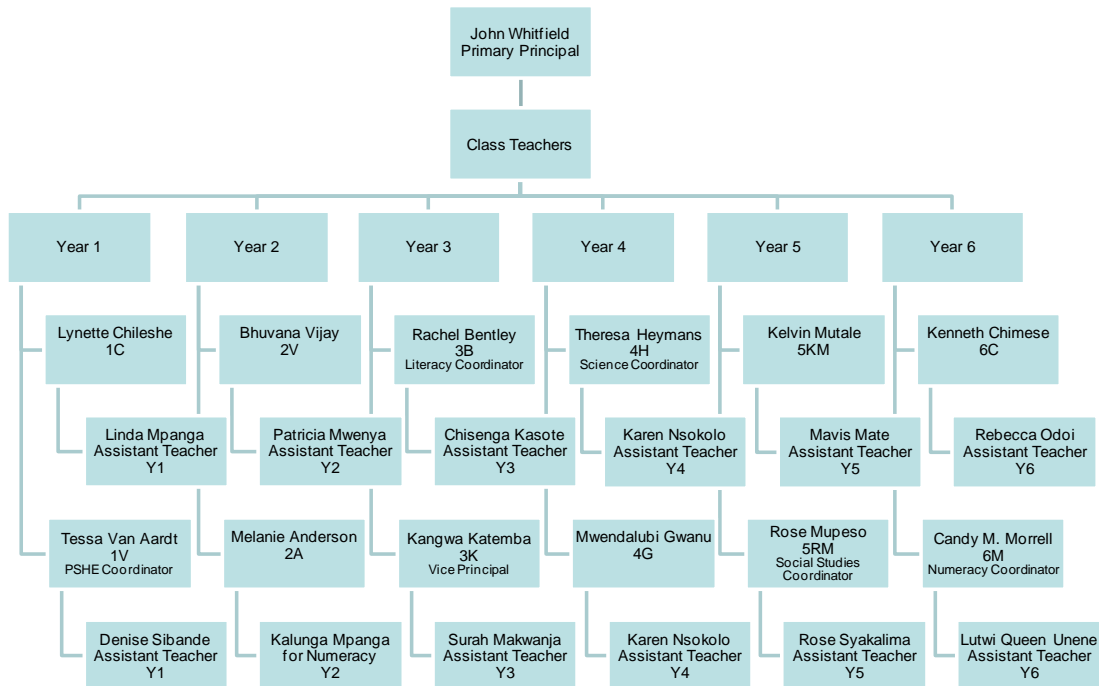 John Whitfield
Primary Principal
Class Teachers
Year 1
Year 2
Year 3
Year 4
Year 5
Year 6
Lynette Chileshe
1C
Bhuvana Vijay
2V
Rachel Bentley
3B
Literacy Coordinator
Theresa Heymans
4H
Science Coordinator
Kelvin Mutale
5KM
Kenneth Chimese
6C
Linda Mpanga
Assistant Teacher
Y1
Patricia Mwenya
Assistant Teacher
Y2
Chisenga Kasote
Assistant Teacher
Y3
Karen Nsokolo
Assistant Teacher
Y4
Mavis Mate
Assistant Teacher
Y5
Rebecca Odoi
Assistant Teacher
Y6
Tessa Van Aardt
1V
PSHE Coordinator
Melanie Anderson
2A
Kangwa Katemba
3K
Vice Principal
Mwendalubi Gwanu
4G
Rose Mupeso
5RM
Social Studies
Coordinator
Candy M. Morrell
6M
Numeracy Coordinator
Denise Sibande
Assistant Teacher
Y1
Kalunga Mpanga
for Numeracy
Y2
Surah Makwanja
Assistant Teacher
Y3
Karen Nsokolo
Assistant Teacher
Y4
Rose Syakalima
Assistant Teacher
Y5
Lutwi Queen Unene
Assistant Teacher
Y6